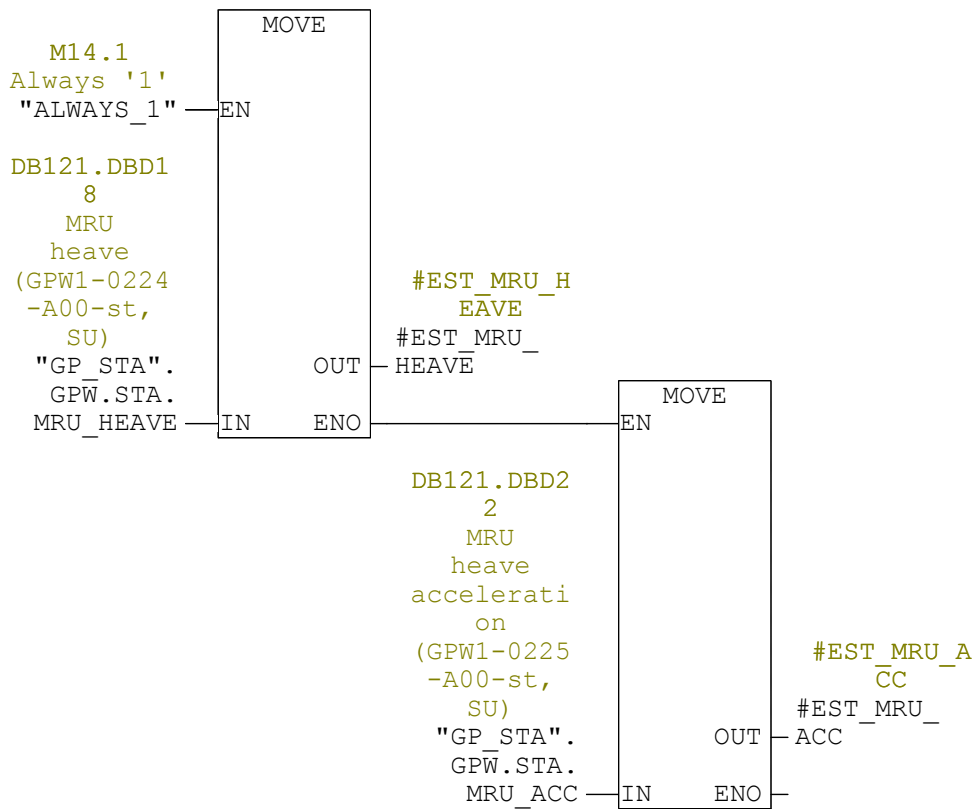 MOVE
M14.1
Always '1'
"ALWAYS_1"
EN
DB121.DBD1
8
MRU
heave
(GPW1-0224
-A00-st,
SU)
"GP_STA".
GPW.STA.
MRU_HEAVE
IN
#EST_MRU_H
EAVE
#EST_MRU_
OUT
HEAVE
ENO
MOVE
EN
DB121.DBD2
2
MRU
heave
accelerati
on
(GPW1-0225
-A00-st,
SU)
"GP_STA".
GPW.STA.
MRU_ACC
IN
#EST_MRU_A
CC
#EST_MRU_
OUT
ACC
ENO